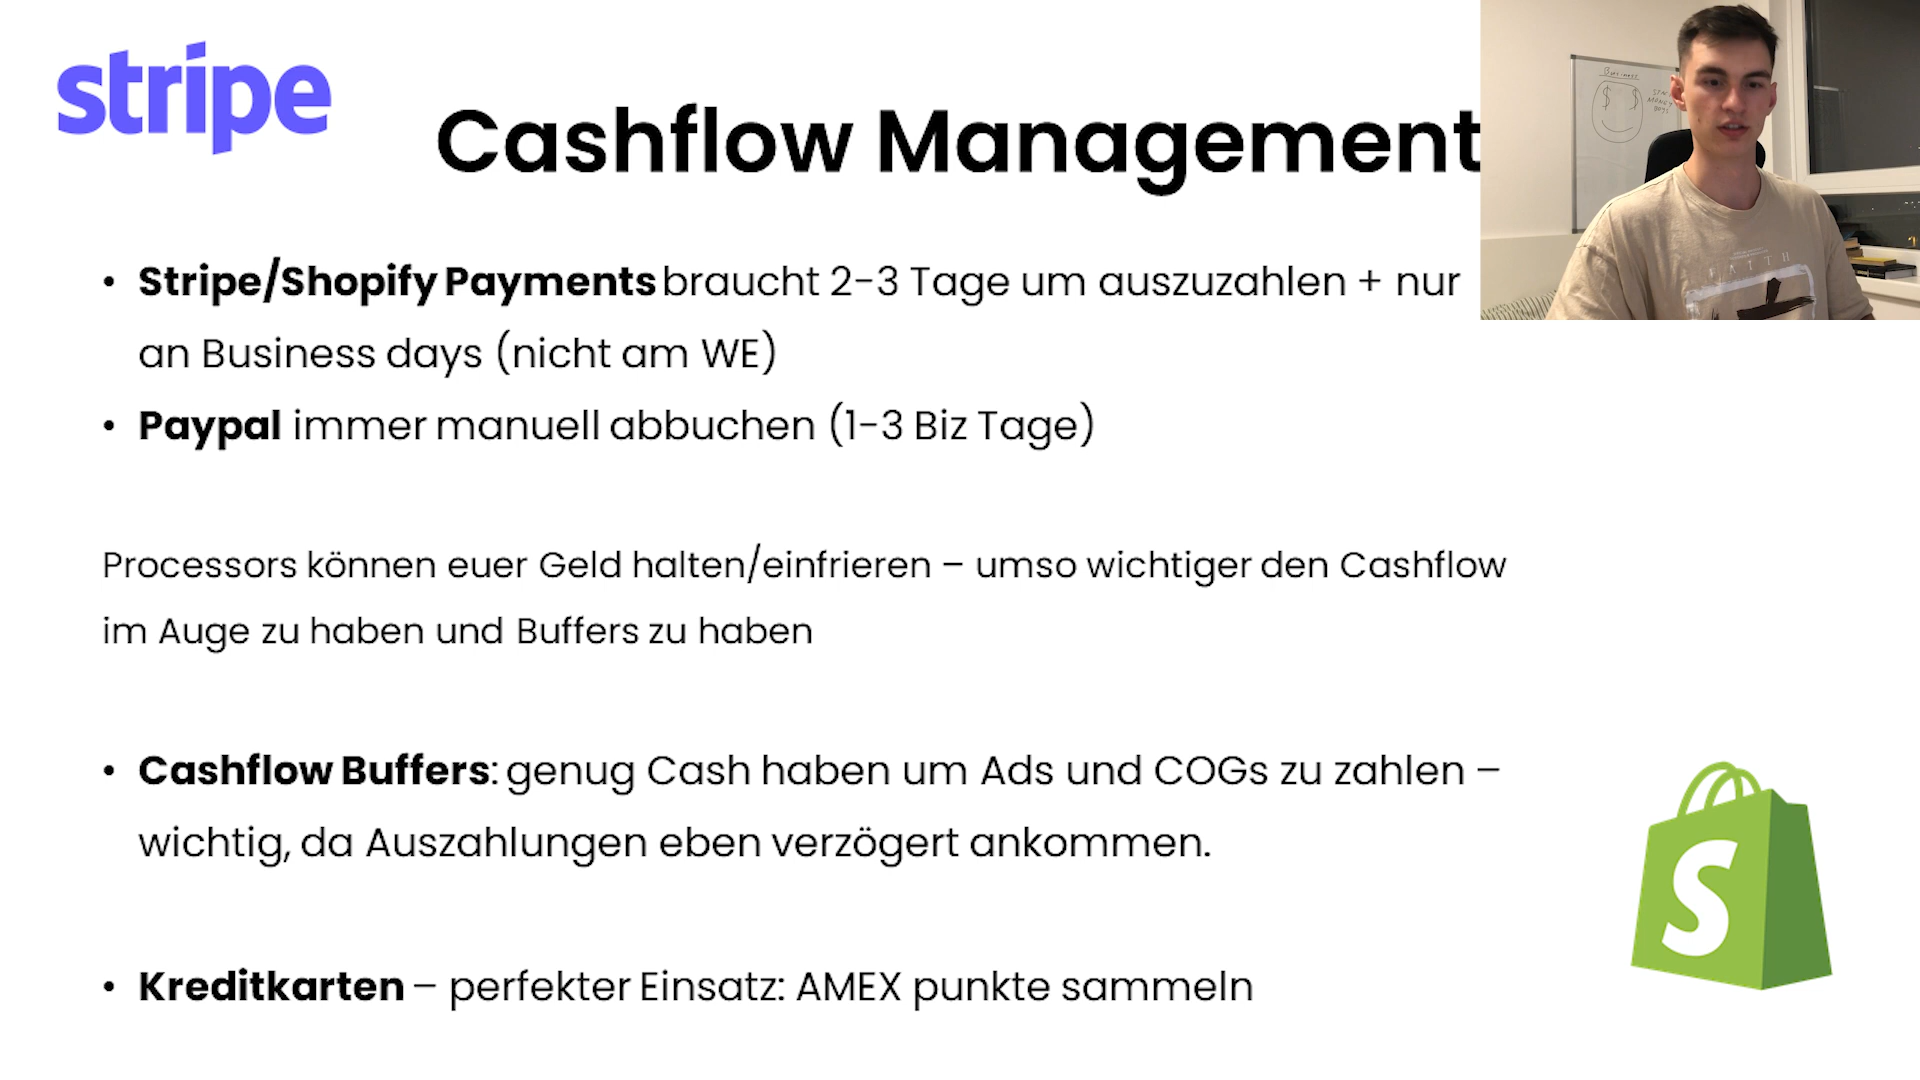 stripe
Cashflow Management
• Stripe/Shopify Payments braucht 2-3 Tage um auszuzahlen + nur
an Business days (nicht am WE)
• Paypal immer manuell abbuchen (1-3 Biz Tage)
Processors können euer Geld halten/einfrieren – umso wichtiger den Cashflow
im Auge zu haben und Buffers zu haben
• Cashflow Buffers: genug Cash haben um Ads und COGs zu zahlen –
wichtig, da Auszahlungen eben verzögert ankommen.
• Kreditkarten – perfekter Einsatz: AMEX punkte sammeln
Business
$ $
MONEY
FAITH
S